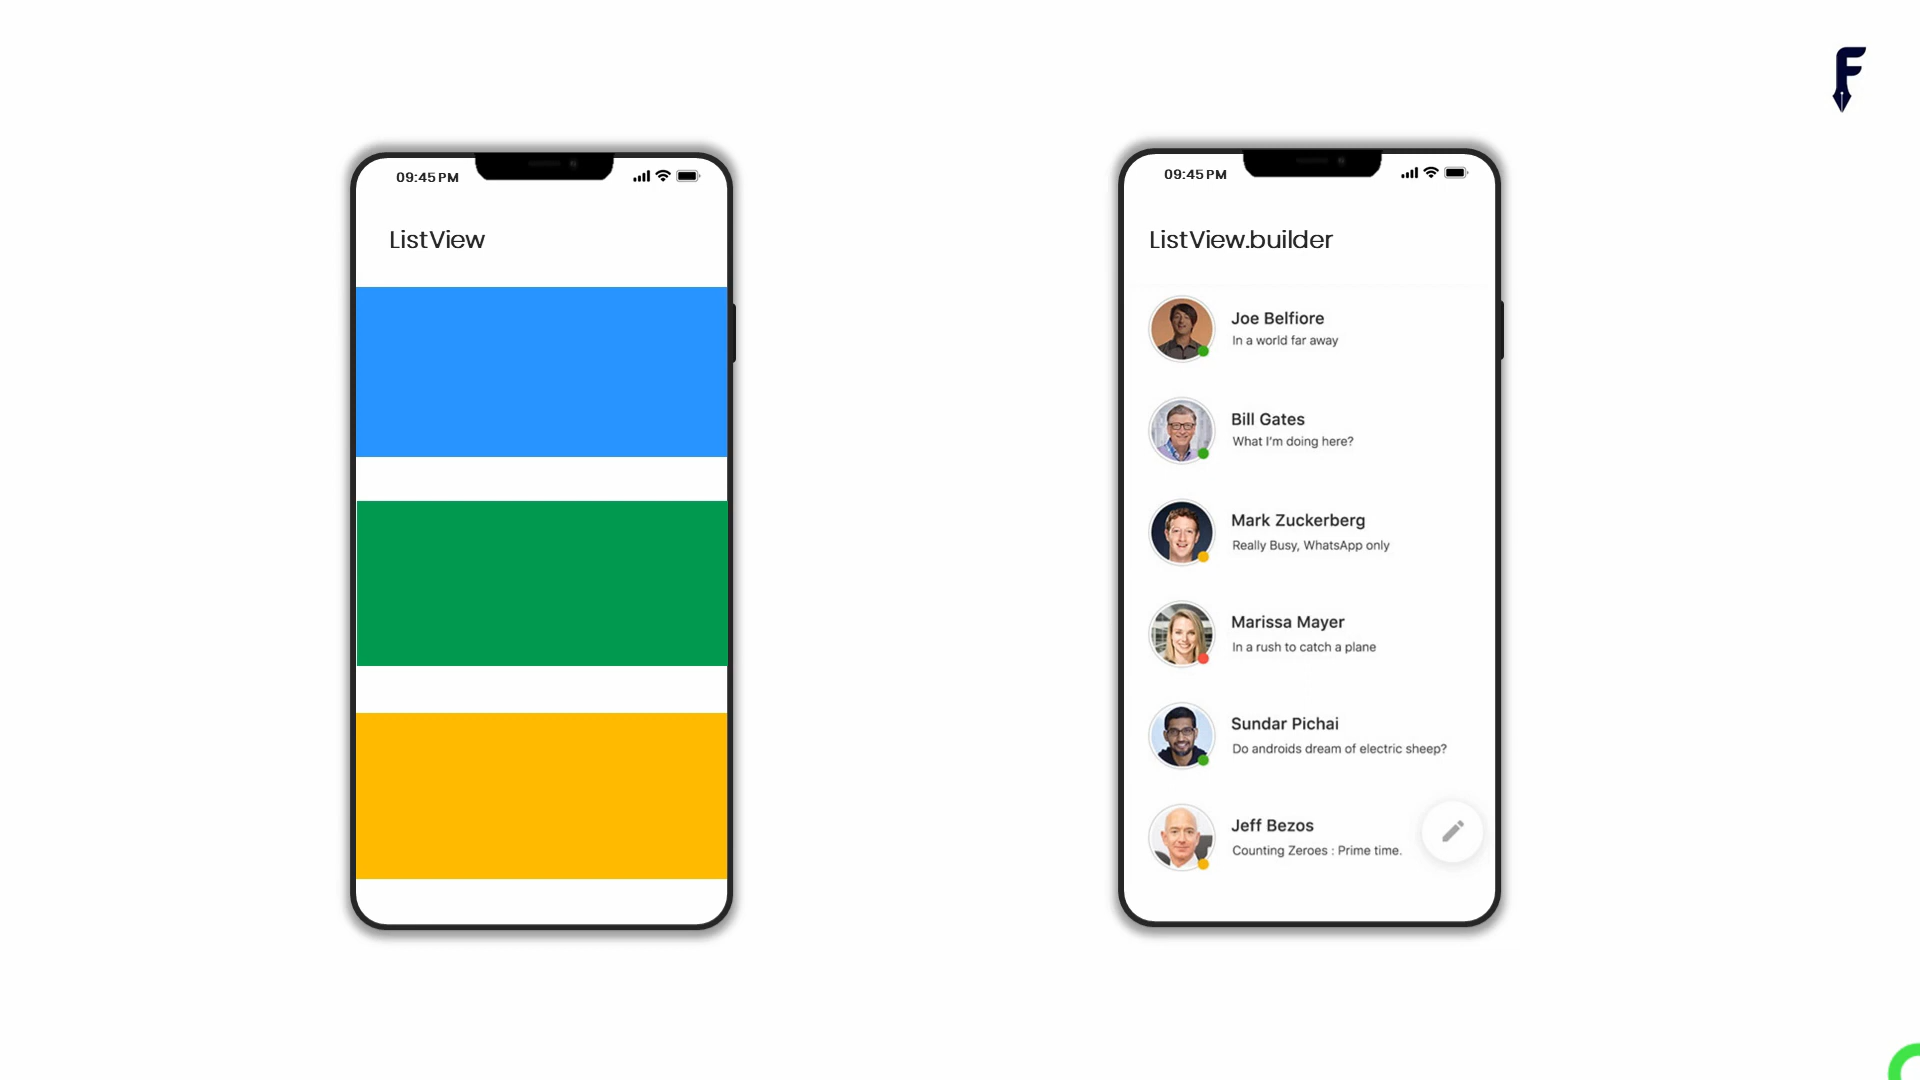 09:45 PM
ListView
09:45 PM
ListView.builder
Joe Belfiore
In a world far away
Bill Gates
What I'm doing here?
Mark Zuckerberg
Really Busy, WhatsApp only
Marissa Mayer
In a rush to catch a plane
Sundar Pichai
Do androids dream of electric sheep?
Jeff Bezos
Counting Zeroes : Prime time.
F